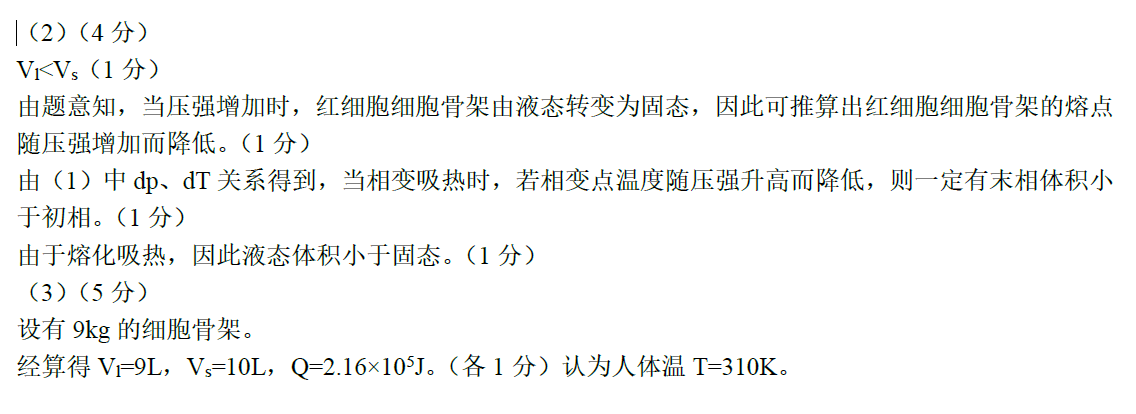 （2）（4 分）
Vl<Vs（1 分）
由题意知，当压强增加时，红细胞细胞骨架由液态转变为固态，因此可推算出红细胞细胞骨架的熔点
随压强增加而降低。（1 分）
由（1）中 dp、dT 关系得到，当相变吸热时，若相变点温度随压强升高而降低，则一定有末相体积小
于初相。（1 分）
由于熔化吸热，因此液态体积小于固态。（1 分）
（3）（5 分）
设有 9kg 的细胞骨架。
经算得 Vl=9L，Vs=10L，Q=2.16×10⁵J。（各 1 分）认为人体温 T=310K。